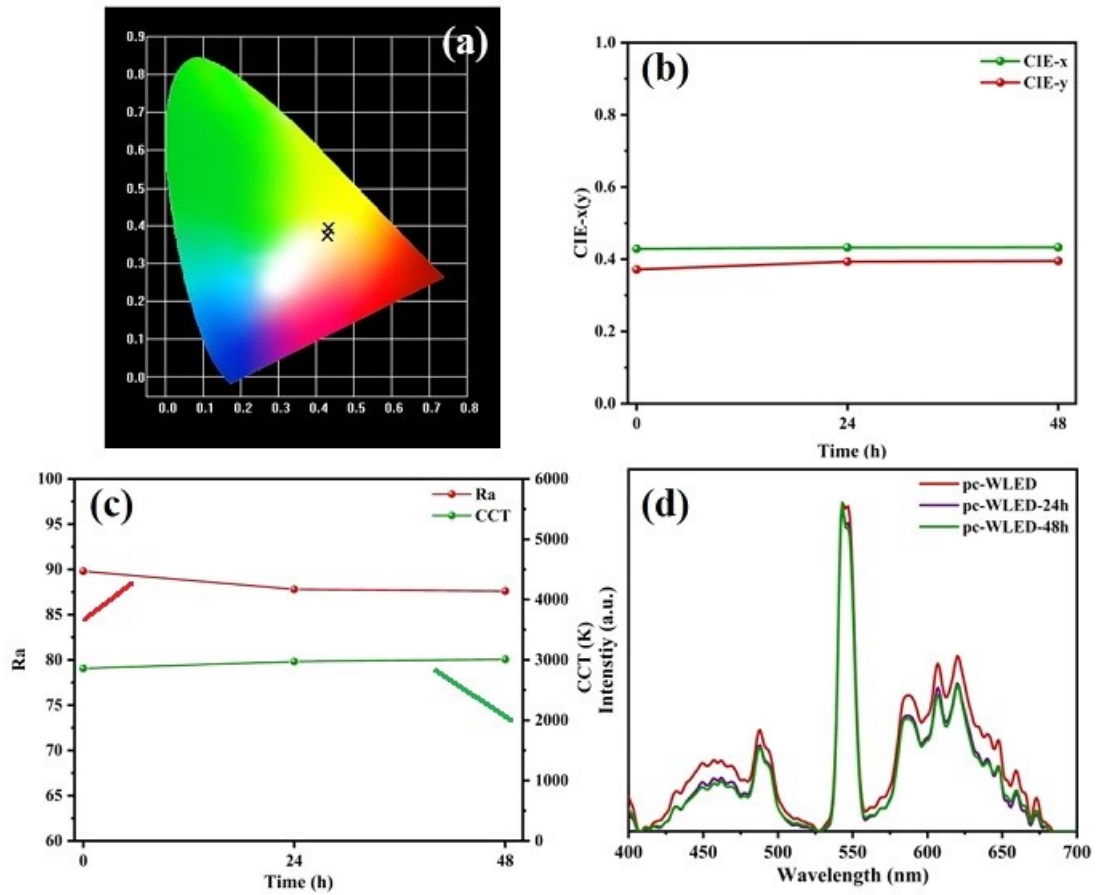 (a)
0.9
0.8
0.7
0.6
0.5
0.4
0.3
0.2
0.1
0.0
0.0 0.1 0.2 0.3 0.4 0.5 0.6 0.7 0.8
(b)
CIE-x
CIE-y
1.0
0.8
0.6
0.4
0.2
0.0
CIE-x(y)
0 24 48
Time (h)
(c)
Ra
CCT
100
95
90
85
80
75
70
65
60
Ra
6000
5000
4000
3000
2000
1000
0
CCT (K)
0 24 48
Time (h)
(d)
pc-WLED
pc-WLED-24h
pc-WLED-48h
Intenstiy (a.u.)
400 450 500 550 600 650 700
Wavelength (nm)